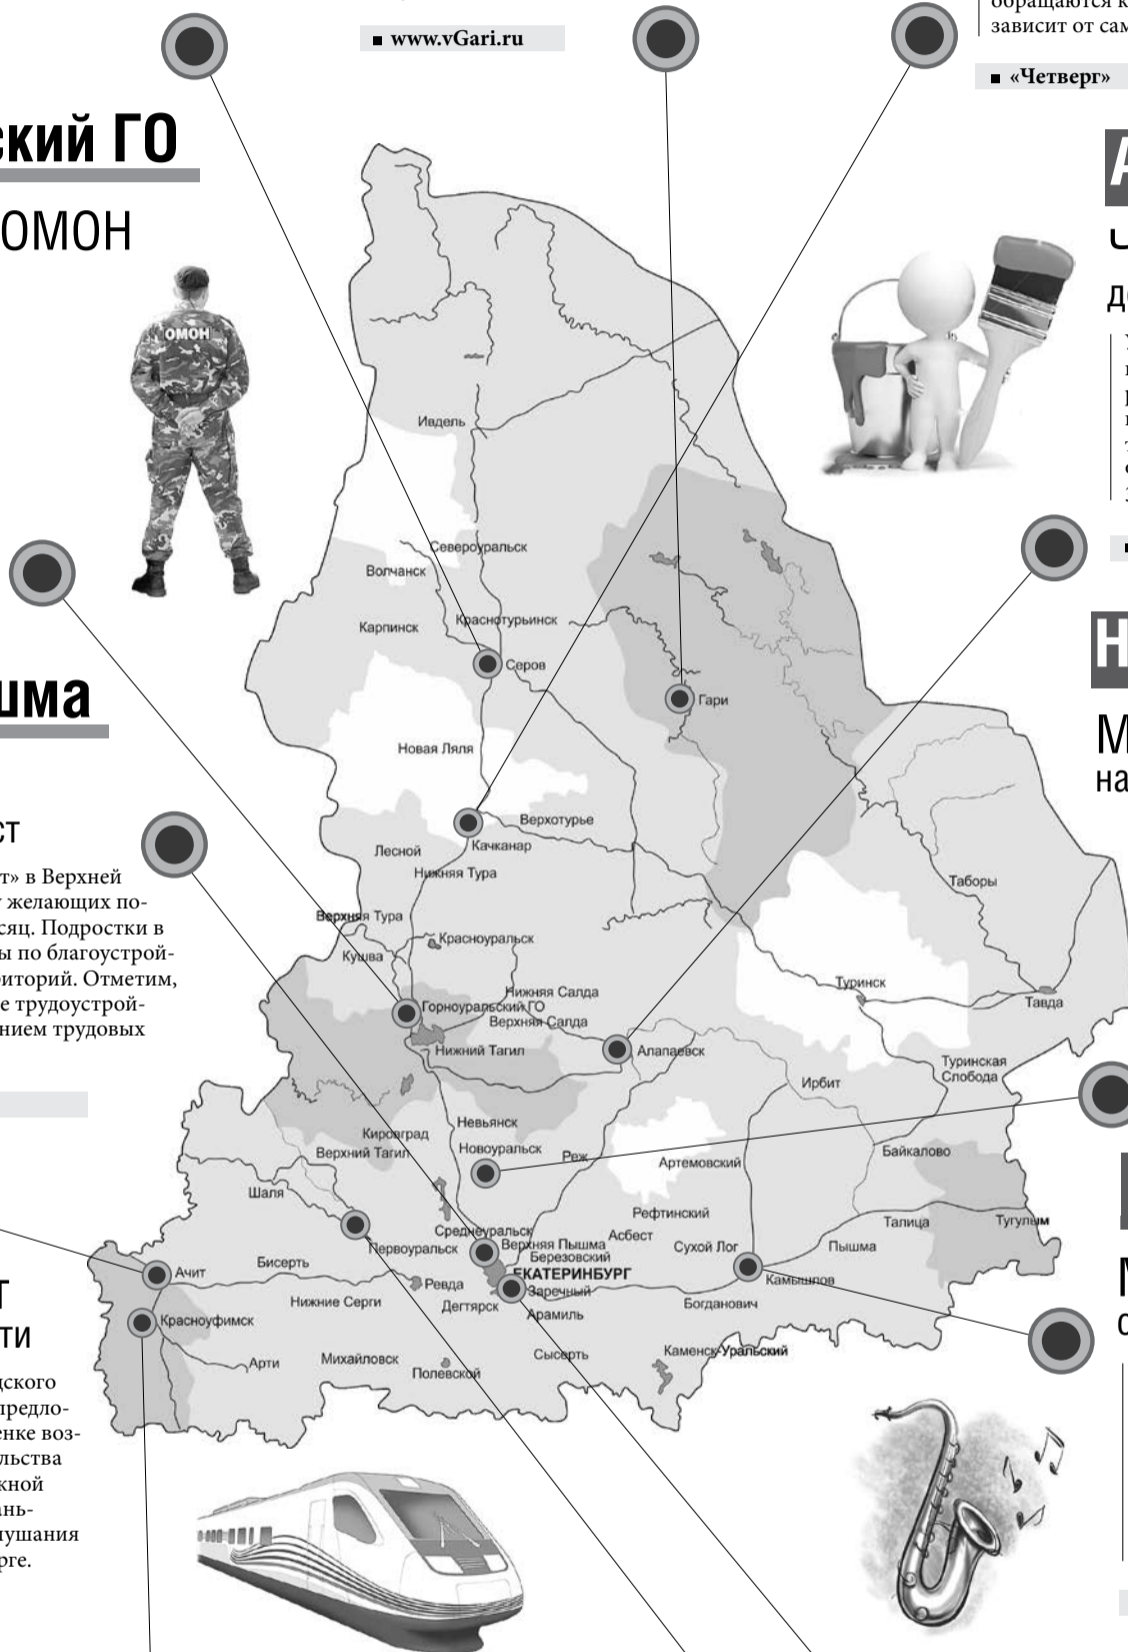 обращаются к
зависит от сам
■ www.vGari.ru
■ «Четверг»
ский ГО
ОМОН
ОМОН
Ивдель
Североуральск
Волчанск
Карпинск
Краснотурьинск
Серов
Гари
Новая Ляля
Верхотурье
Качканар
Лесной
Нижняя Тура
Верхняя Тура
Красноуральск
Кушва
Таборы
Туринск
Тавда
Нижняя Салда
Горноуральский ГО
Верхняя Салда
Нижний Тагил
Алапаевск
Туринская
Слобода
Ирбит
Невьянск
Кировград
Новоуральск
Верхний Тагил
Реж
Артемовский
Байкалово
Шаля
Рефтинский
Талица
Тугулым
Среднеуральск
Асбест
Первоуральск
Верхняя Пышма
Березовский
Сухой Лог
Пышма
Бисерть
Ачит
ЕКАТЕРИНБУРГ
Камышлов
Ревда
Заречный
Нижние Серги
Дегтярск
Арамиль
Богданович
Красноуфимск
Арти
Михайловск
Полевской
Сысерть
Каменск-Уральский
шма
ст
т» в Верхней
желающих по-
сяц. Подростки в
ы по благоустрой-
риторий. Отметим,
е трудоустрой-
нием трудовых
т
ти
дского
предло-
енке воз-
льства
жной
ань-
лушания
рге.
А
Н
М
на
М